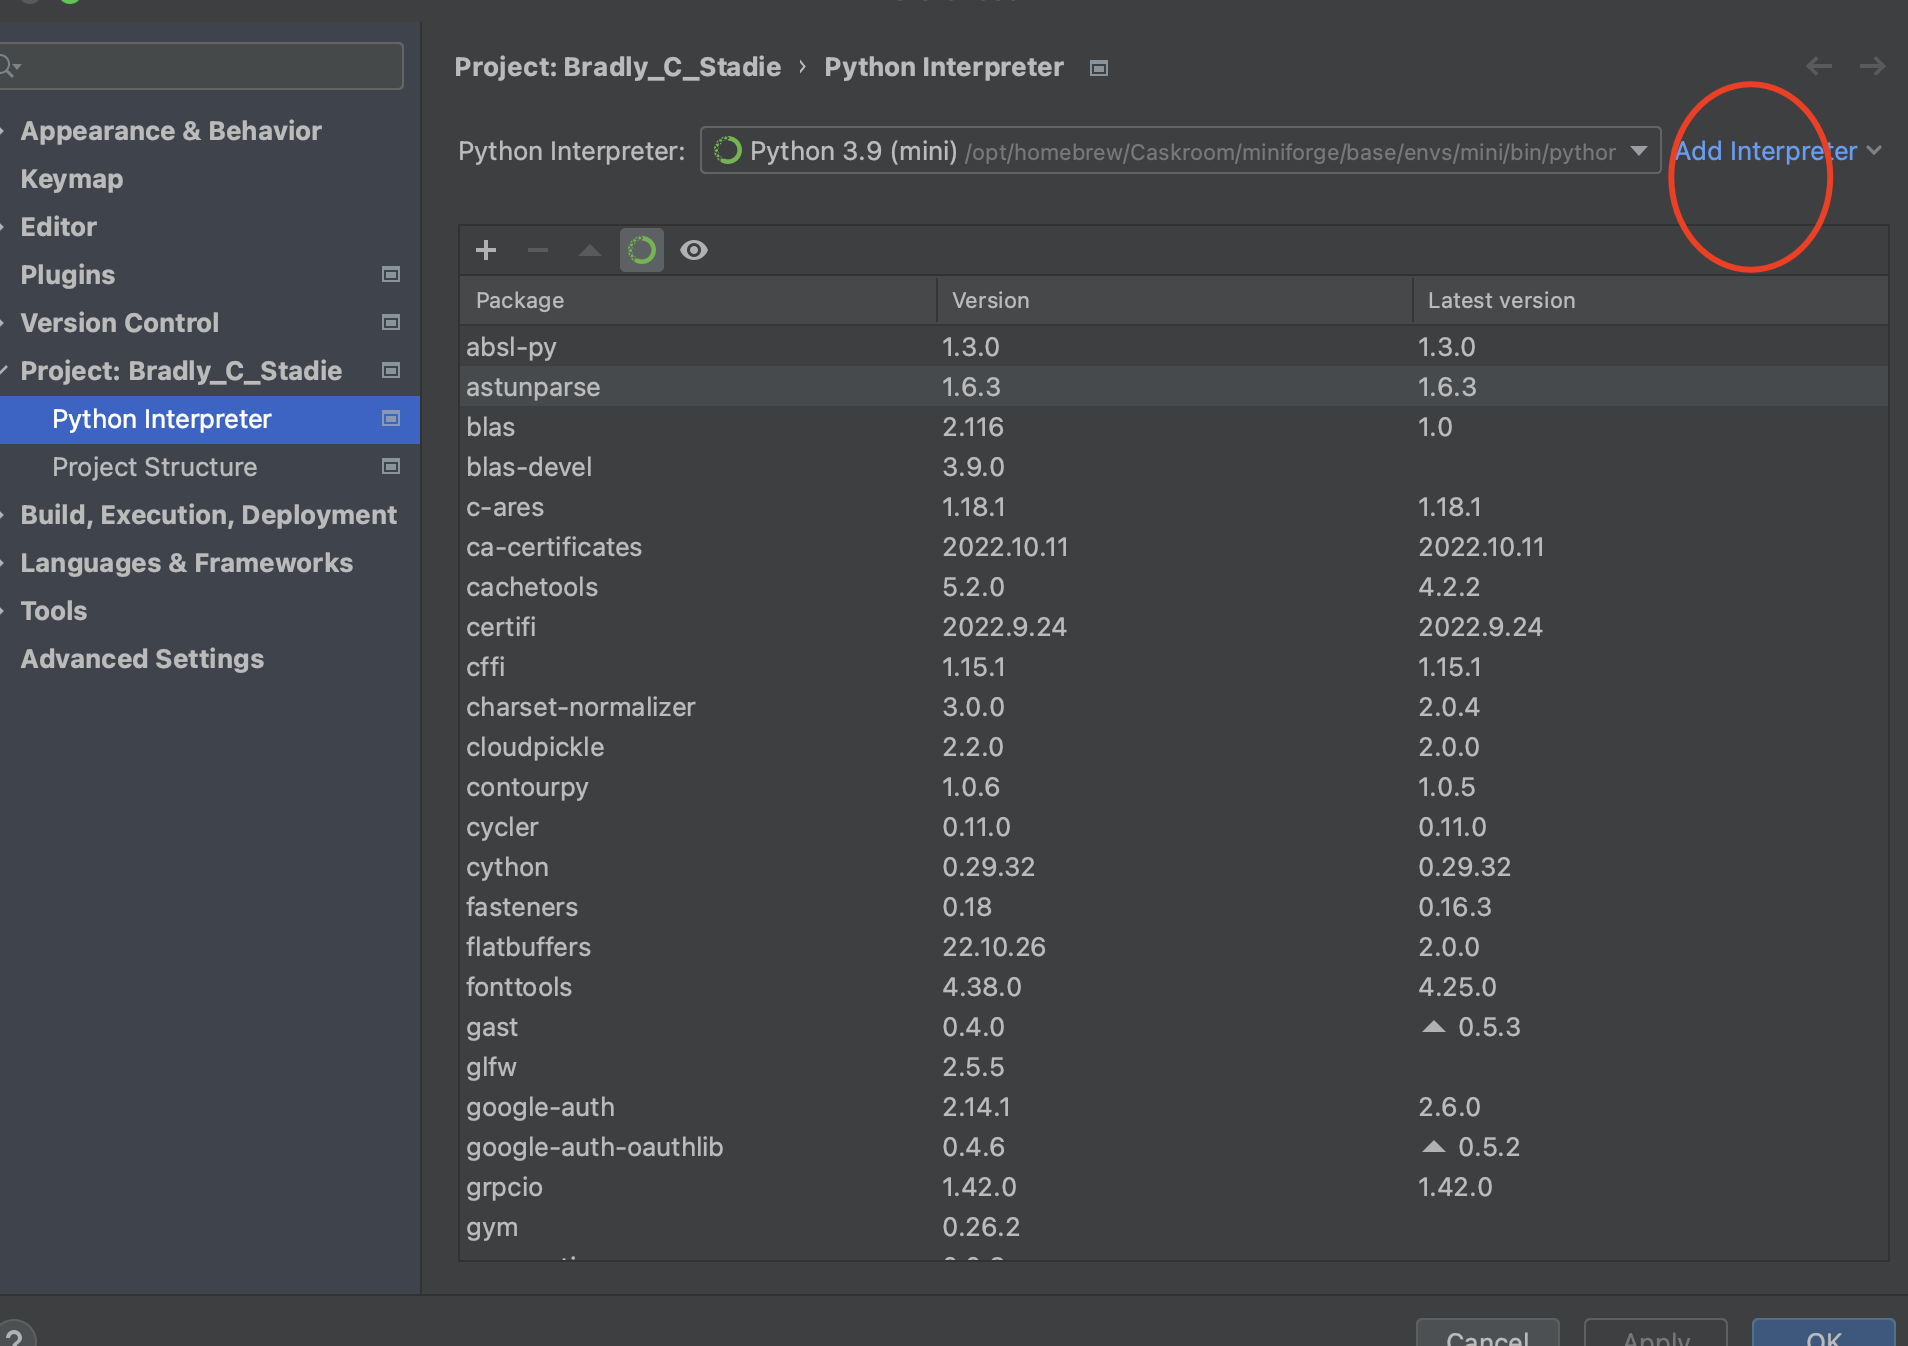 Project: Bradly_C_Stadie › Python Interpreter
Appearance & Behavior
Keymap
Editor
Plugins
Version Control
Project: Bradly_C_Stadie
Python Interpreter
Project Structure
Build, Execution, Deployment
Languages & Frameworks
Tools
Advanced Settings
Python Interpreter: Python 3.9 (mini) /opt/homebrew/Caskroom/miniforge/base/envs/mini/bin/pythor Add Interpreter
Package Version Latest version
absl-py 1.3.0 1.3.0
astunparse 1.6.3 1.6.3
blas 2.116 1.0
blas-devel 3.9.0
c-ares 1.18.1 1.18.1
ca-certificates 2022.10.11 2022.10.11
cachetools 5.2.0 4.2.2
certifi 2022.9.24 2022.9.24
cffi 1.15.1 1.15.1
charset-normalizer 3.0.0 2.0.4
cloudpickle 2.2.0 2.0.0
contourpy 1.0.6 1.0.5
cycler 0.11.0 0.11.0
cython 0.29.32 0.29.32
fasteners 0.18 0.16.3
flatbuffers 22.10.26 2.0.0
fonttools 4.38.0 4.25.0
gast 0.4.0 0.5.3
glfw 2.5.5
google-auth 2.14.1 2.6.0
google-auth-oauthlib 0.4.6 0.5.2
grpcio 1.42.0 1.42.0
gym 0.26.2
? Cancel Apply OK